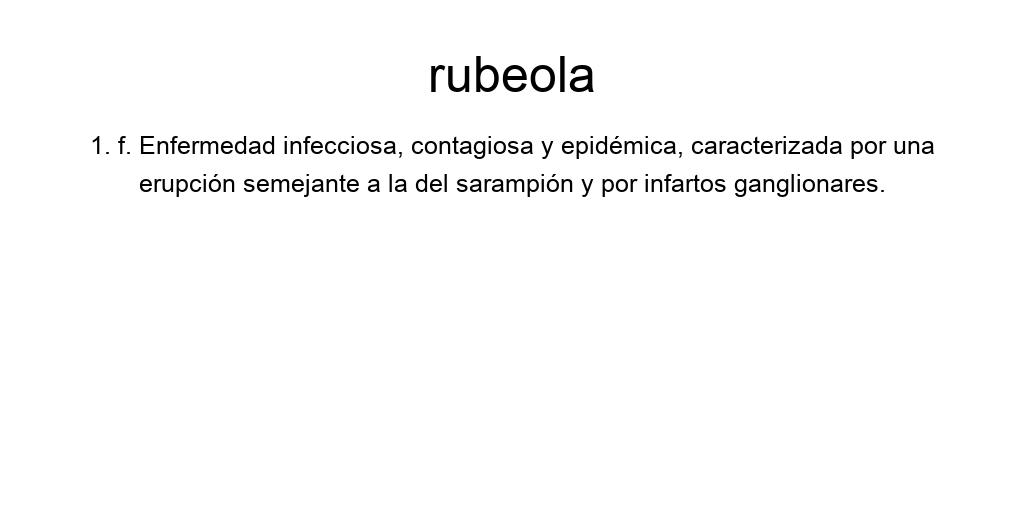 rubeola
1. f. Enfermedad infecciosa, contagiosa y epidémica, caracterizada por una
erupción semejante a la del sarampión y por infartos ganglionares.